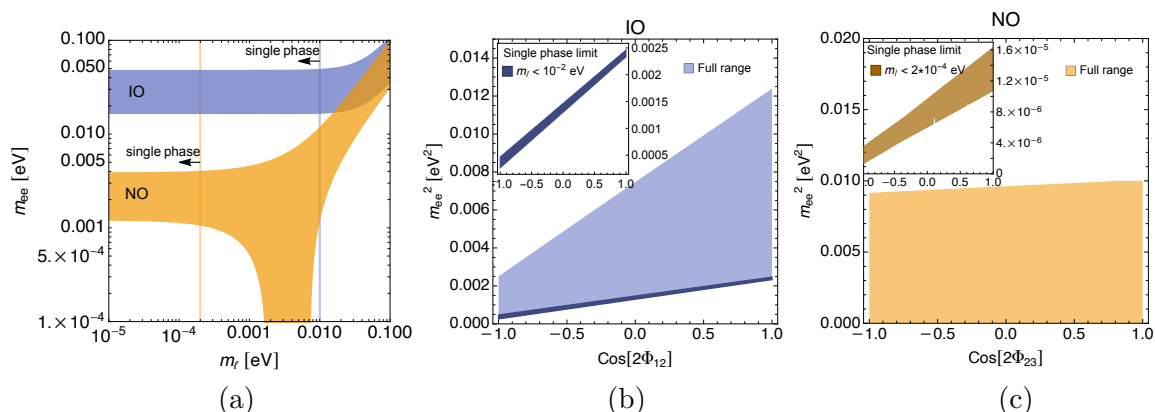 0.100
0.050
0.010
0.005
0.001
5.×10⁻⁴
1.×10⁻⁴
m_ee [eV]
single phase
IO
single phase
NO
10⁻⁵
10⁻⁴
0.001
0.010
0.100
m_ℓ [eV]
(a)
IO
0.014
0.012
0.010
0.008
0.006
0.004
0.002
0.000
m_ee² [eV²]
Single phase limit
m_l < 10⁻² eV
0.0025
0.0020
0.0015
0.0010
0.0005
-1.0
-0.5
0.0
0.5
1.0
Full range
−1.0
−0.5
0.0
0.5
1.0
Cos[2Φ₁₂]
(b)
NO
0.020
0.015
0.010
0.005
0.000
m_ee² [eV²]
Single phase limit
m_l < 2*10⁻⁴ eV
1.6×10⁻⁵
1.2×10⁻⁵
8.×10⁻⁶
4.×10⁻⁶
0
-1.0
-0.5
0.0
0.5
1.0
Full range
−1.0
−0.5
0.0
0.5
1.0
Cos[2Φ₂₃]
(c)